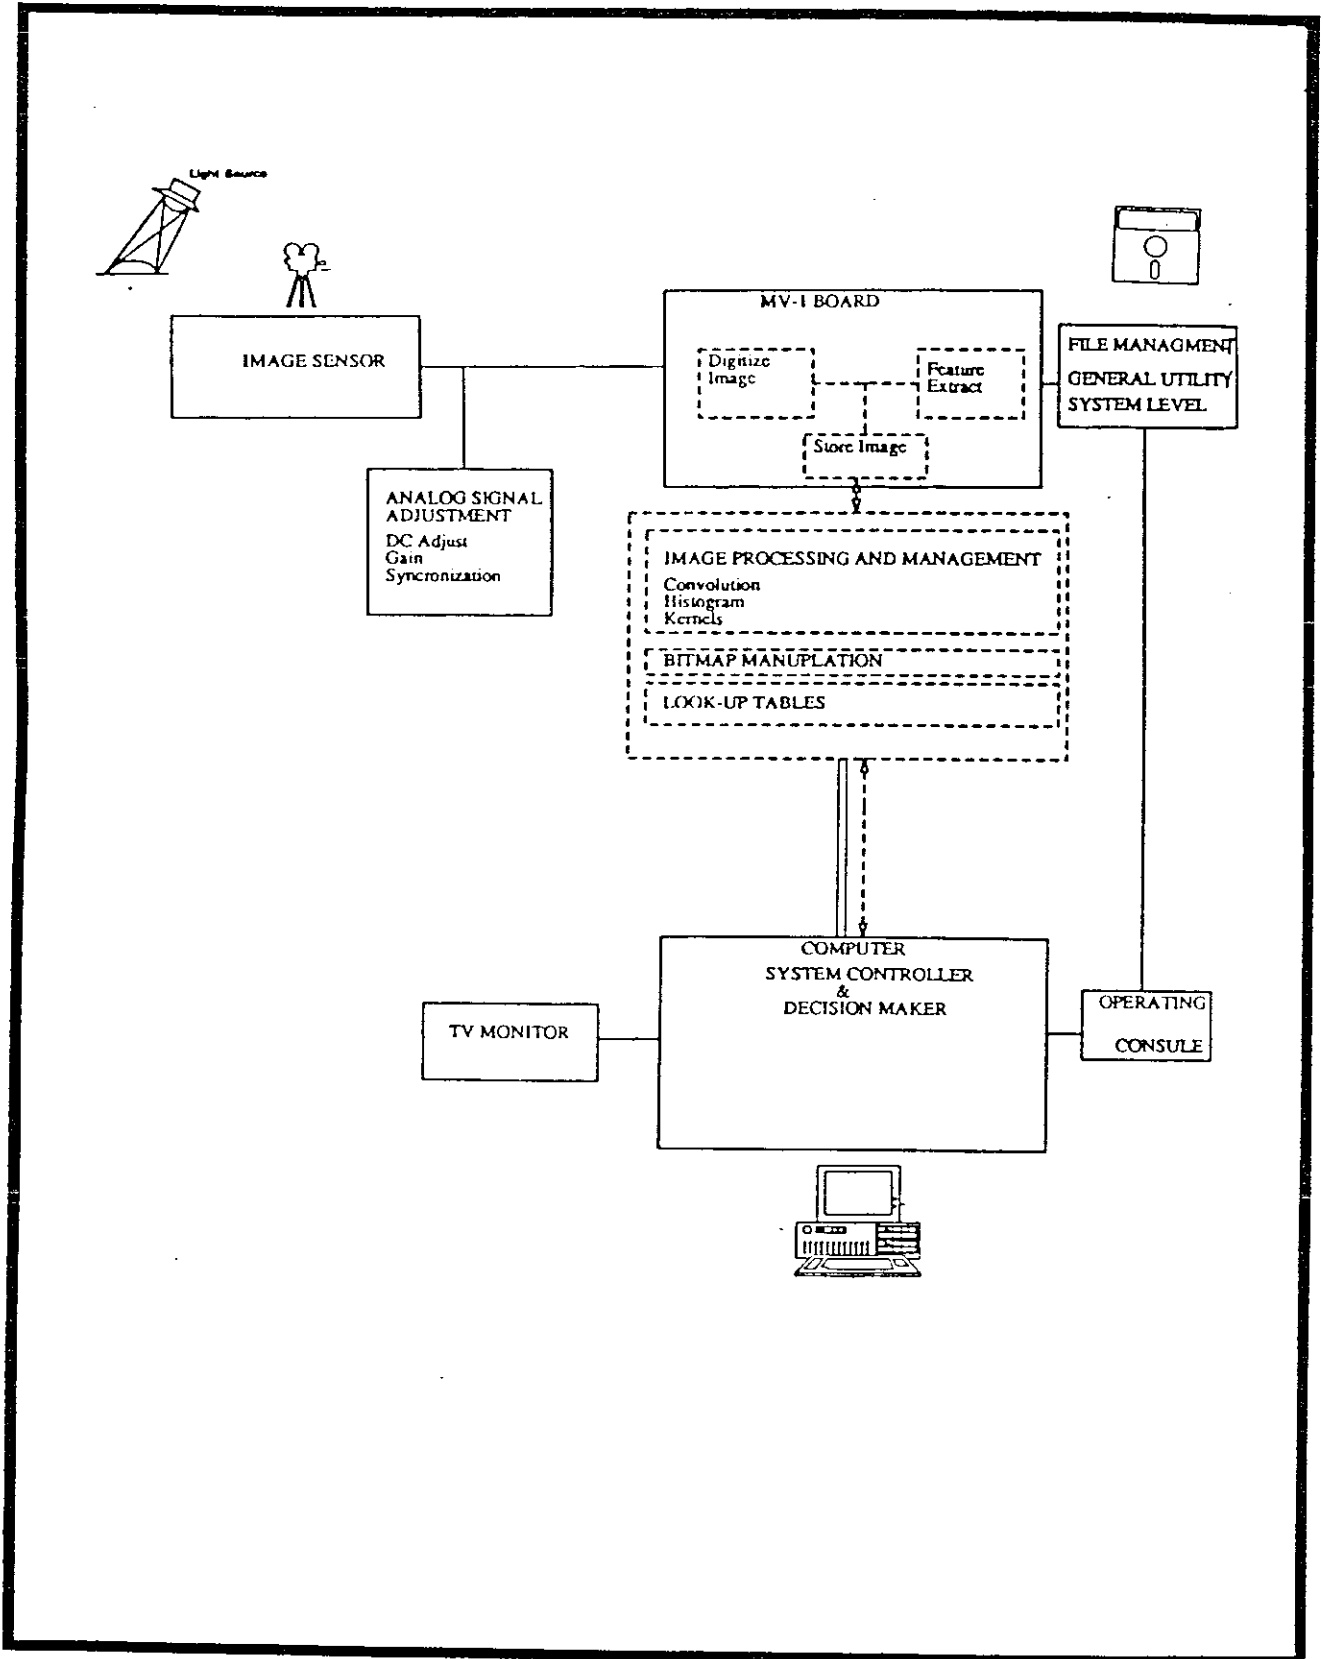 Light Source
IMAGE SENSOR
ANALOG SIGNAL
ADJUSTMENT
DC Adjust
Gain
Syncronization
MV-1 BOARD
Digitize
Image
Feature
Extract
Store Image
FILE MANAGMENT
GENERAL UTILITY
SYSTEM LEVEL
IMAGE PROCESSING AND MANAGEMENT
Convolution
Histogram
Kernels
BITMAP MANUPLATION
LOOK-UP TABLES
COMPUTER
SYSTEM CONTROLLER
&
DECISION MAKER
TV MONITOR
OPERATING
CONSULE